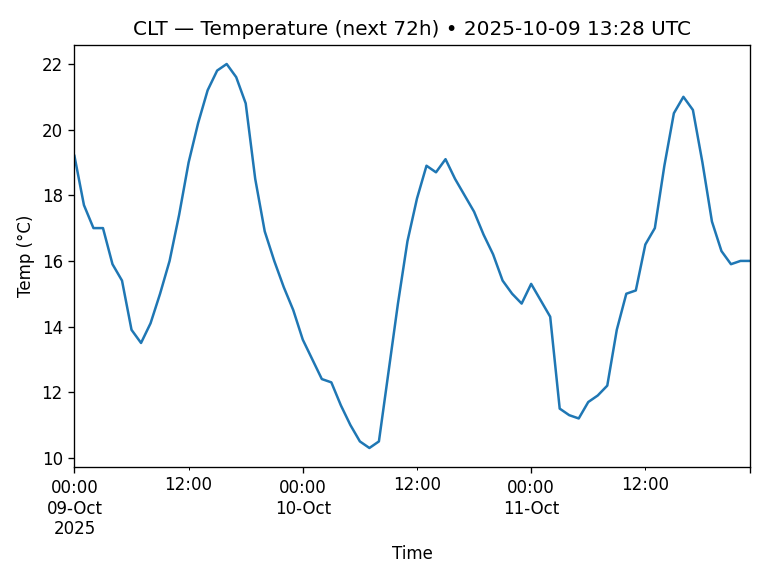 CLT — Temperature (next 72h) • 2025-10-09 13:28 UTC
Temp (°C)
22
20
18
16
14
12
10
00:00 12:00 00:00 12:00 00:00 12:00
09-Oct 10-Oct 11-Oct
2025
Time